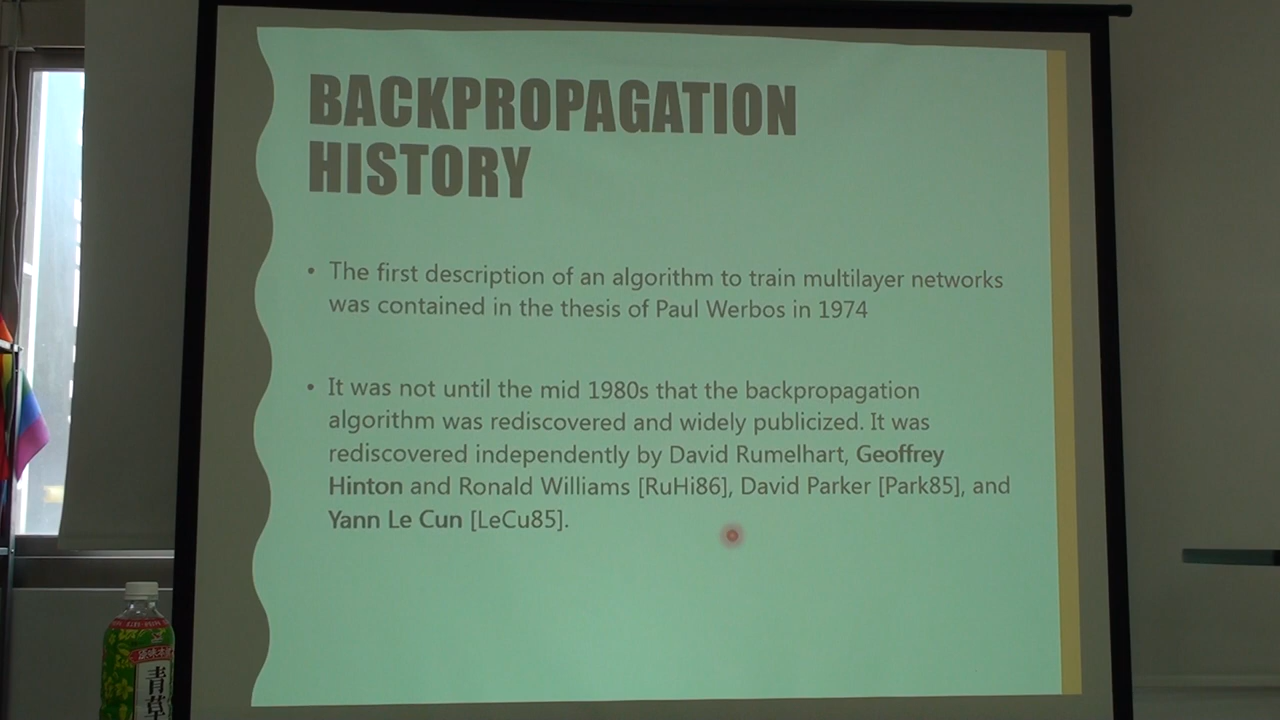 BACKPROPAGATION
HISTORY
• The first description of an algorithm to train multilayer networks
was contained in the thesis of Paul Werbos in 1974
• It was not until the mid 1980s that the backpropagation
algorithm was rediscovered and widely publicized. It was
rediscovered independently by David Rumelhart, Geoffrey
Hinton and Ronald Williams [RuHi86], David Parker [Park85], and
Yann Le Cun [LeCu85].
青草